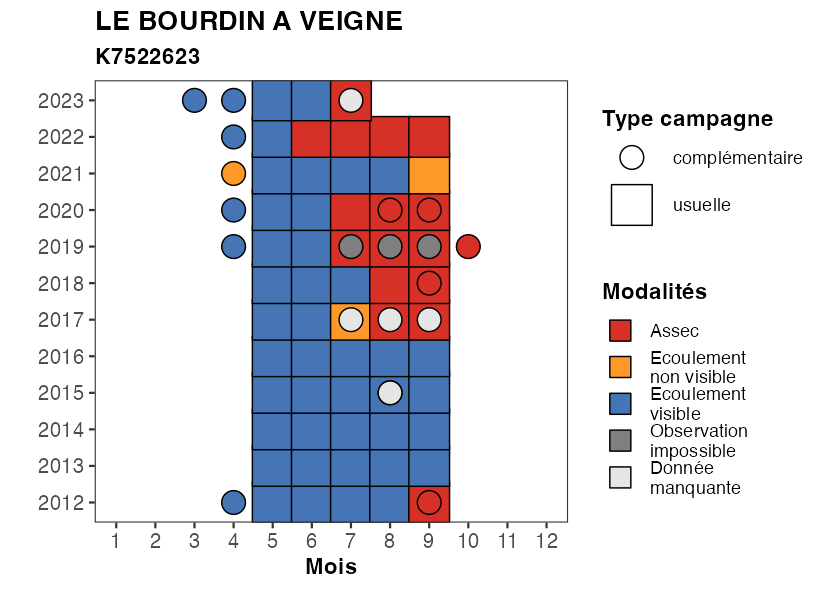 LE BOURDIN A VEIGNE
K7522623
2023
2022
2021
2020
2019
2018
2017
2016
2015
2014
2013
2012
1 2 3 4 5 6 7 8 9 10 11 12
Mois
Type campagne
complémentaire
usuelle
Modalités
Assec
Ecoulement
non visible
Ecoulement
visible
Observation
impossible
Donnée
manquante